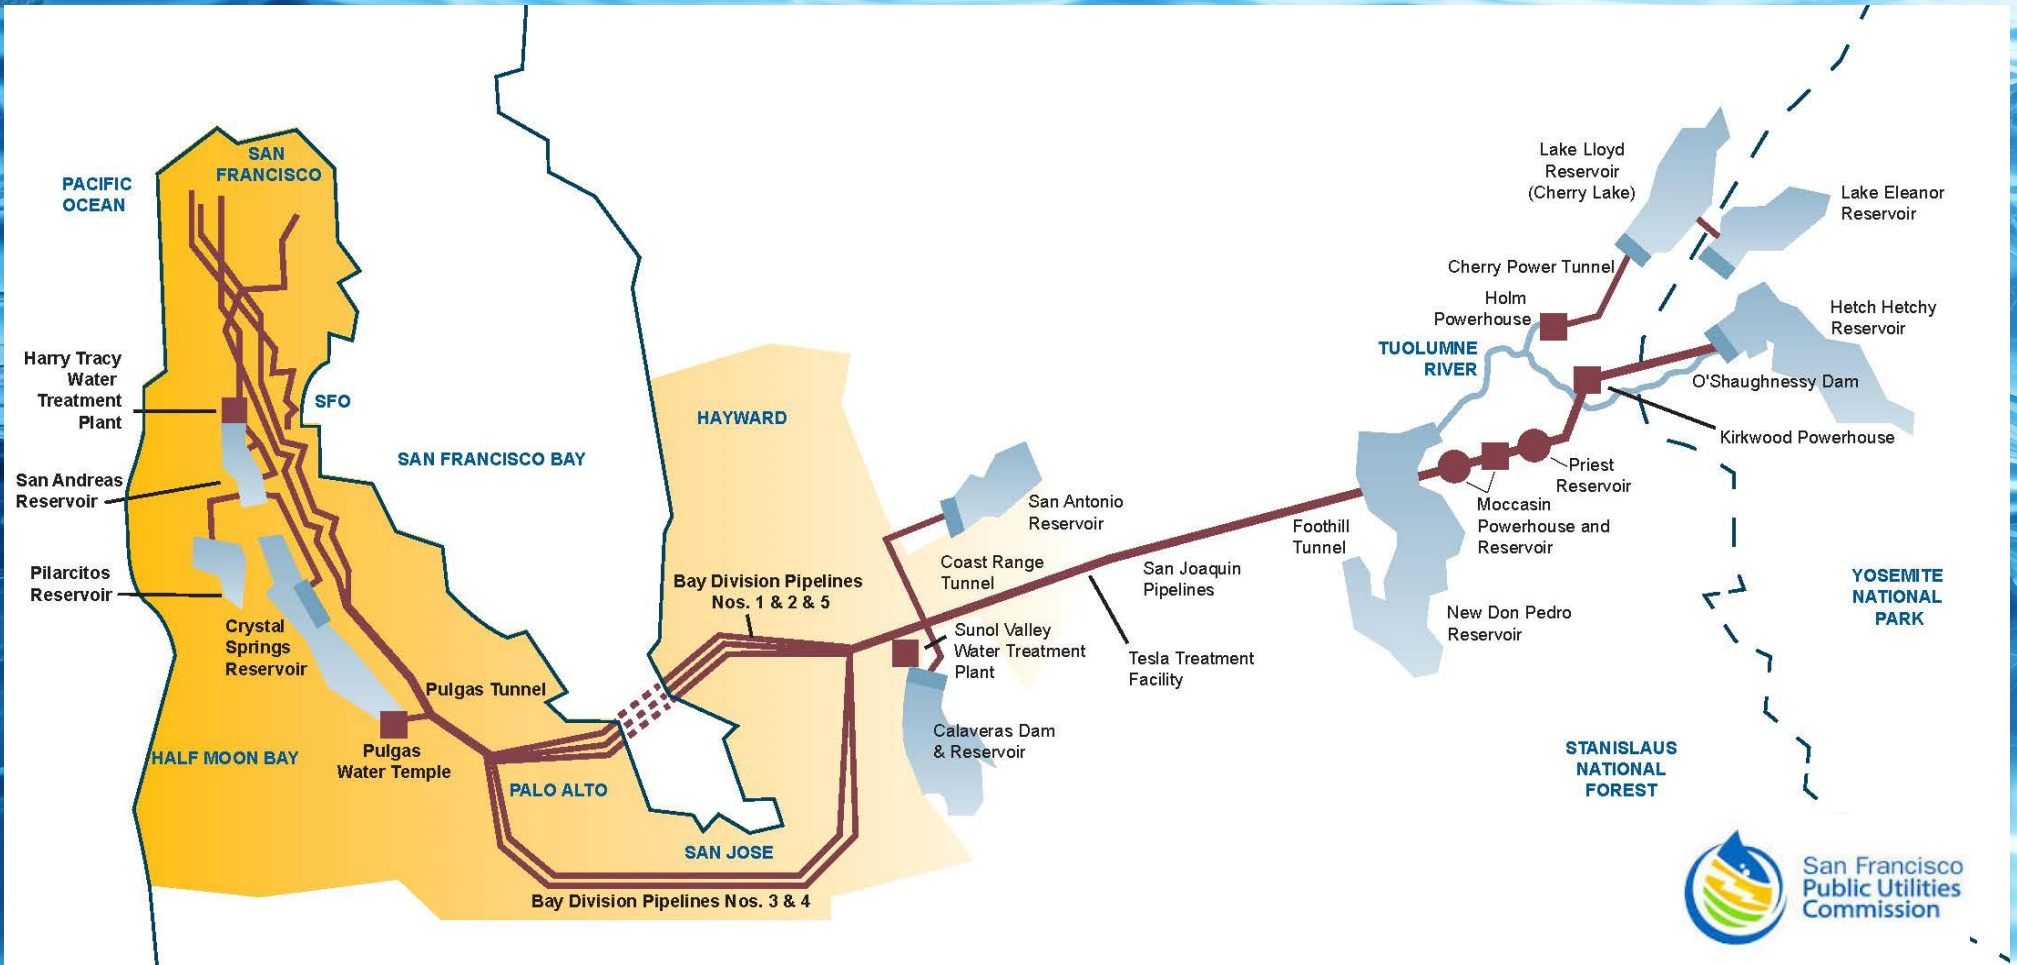 SAN
FRANCISCO
PACIFIC
OCEAN
Harry Tracy
Water
Treatment
Plant
SFO
San Andreas
Reservoir
Pilarcitos
Reservoir
Crystal
Springs
Reservoir
HALF MOON BAY
Pulgas
Water Temple
Pulgas Tunnel
PALO ALTO
SAN JOSE
Bay Division Pipelines Nos. 3 & 4
SAN FRANCISCO BAY
HAYWARD
Bay Division Pipelines
Nos. 1 & 2 & 5
San Antonio
Reservoir
Coast Range
Tunnel
Sunol Valley
Water Treatment
Plant
Calaveras Dam
& Reservoir
San Joaquin
Pipelines
Tesla Treatment
Facility
Foothill
Tunnel
New Don Pedro
Reservoir
Moccasin
Powerhouse and
Reservoir
Priest
Reservoir
Kirkwood Powerhouse
O'Shaughnessy Dam
Hetch Hetchy
Reservoir
Lake Eleanor
Reservoir
Lake Lloyd
Reservoir
(Cherry Lake)
Cherry Power Tunnel
Holm
Powerhouse
TUOLUMNE
RIVER
YOSEMITE
NATIONAL
PARK
STANISLAUS
NATIONAL
FOREST
San Francisco
Public Utilities
Commission